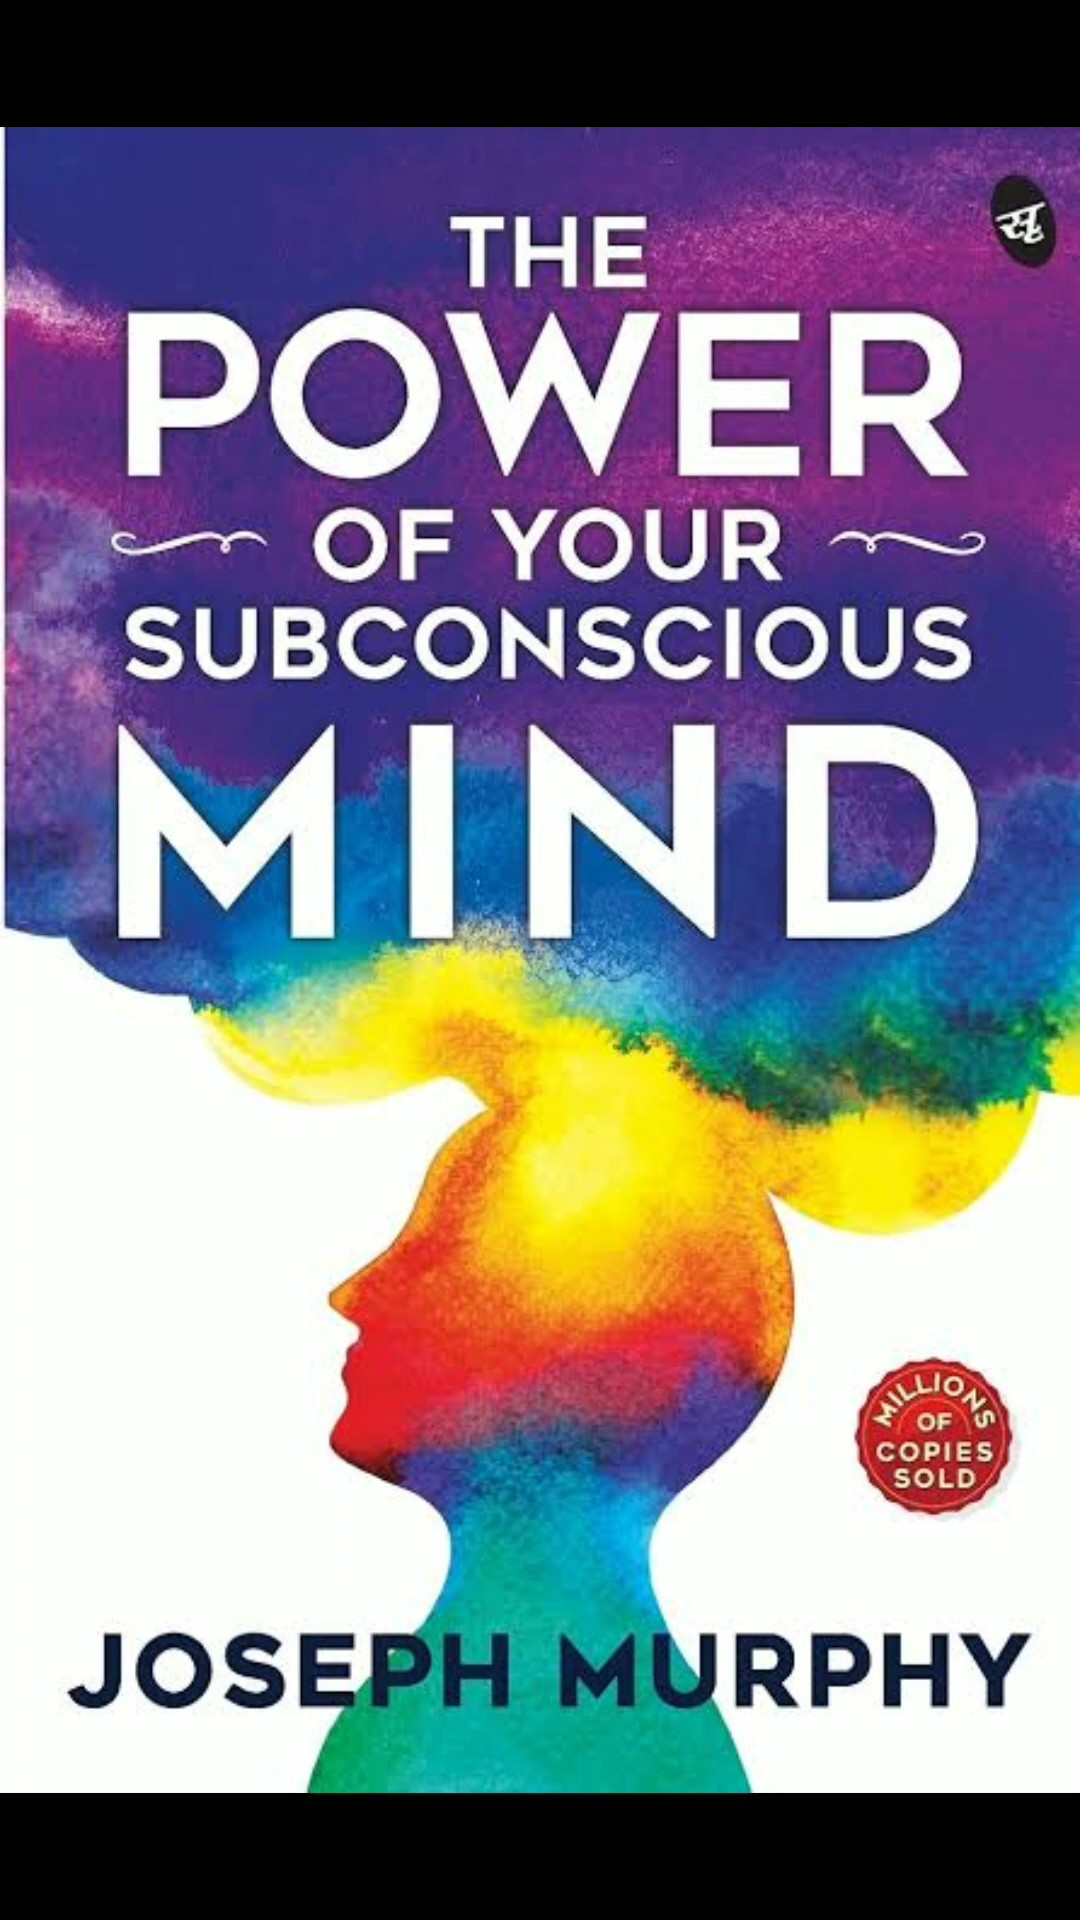 सृ
THE
POWER
OF YOUR
SUBCONSCIOUS
MIND
MILLIONS
OF
COPIES
SOLD
JOSEPH MURPHY